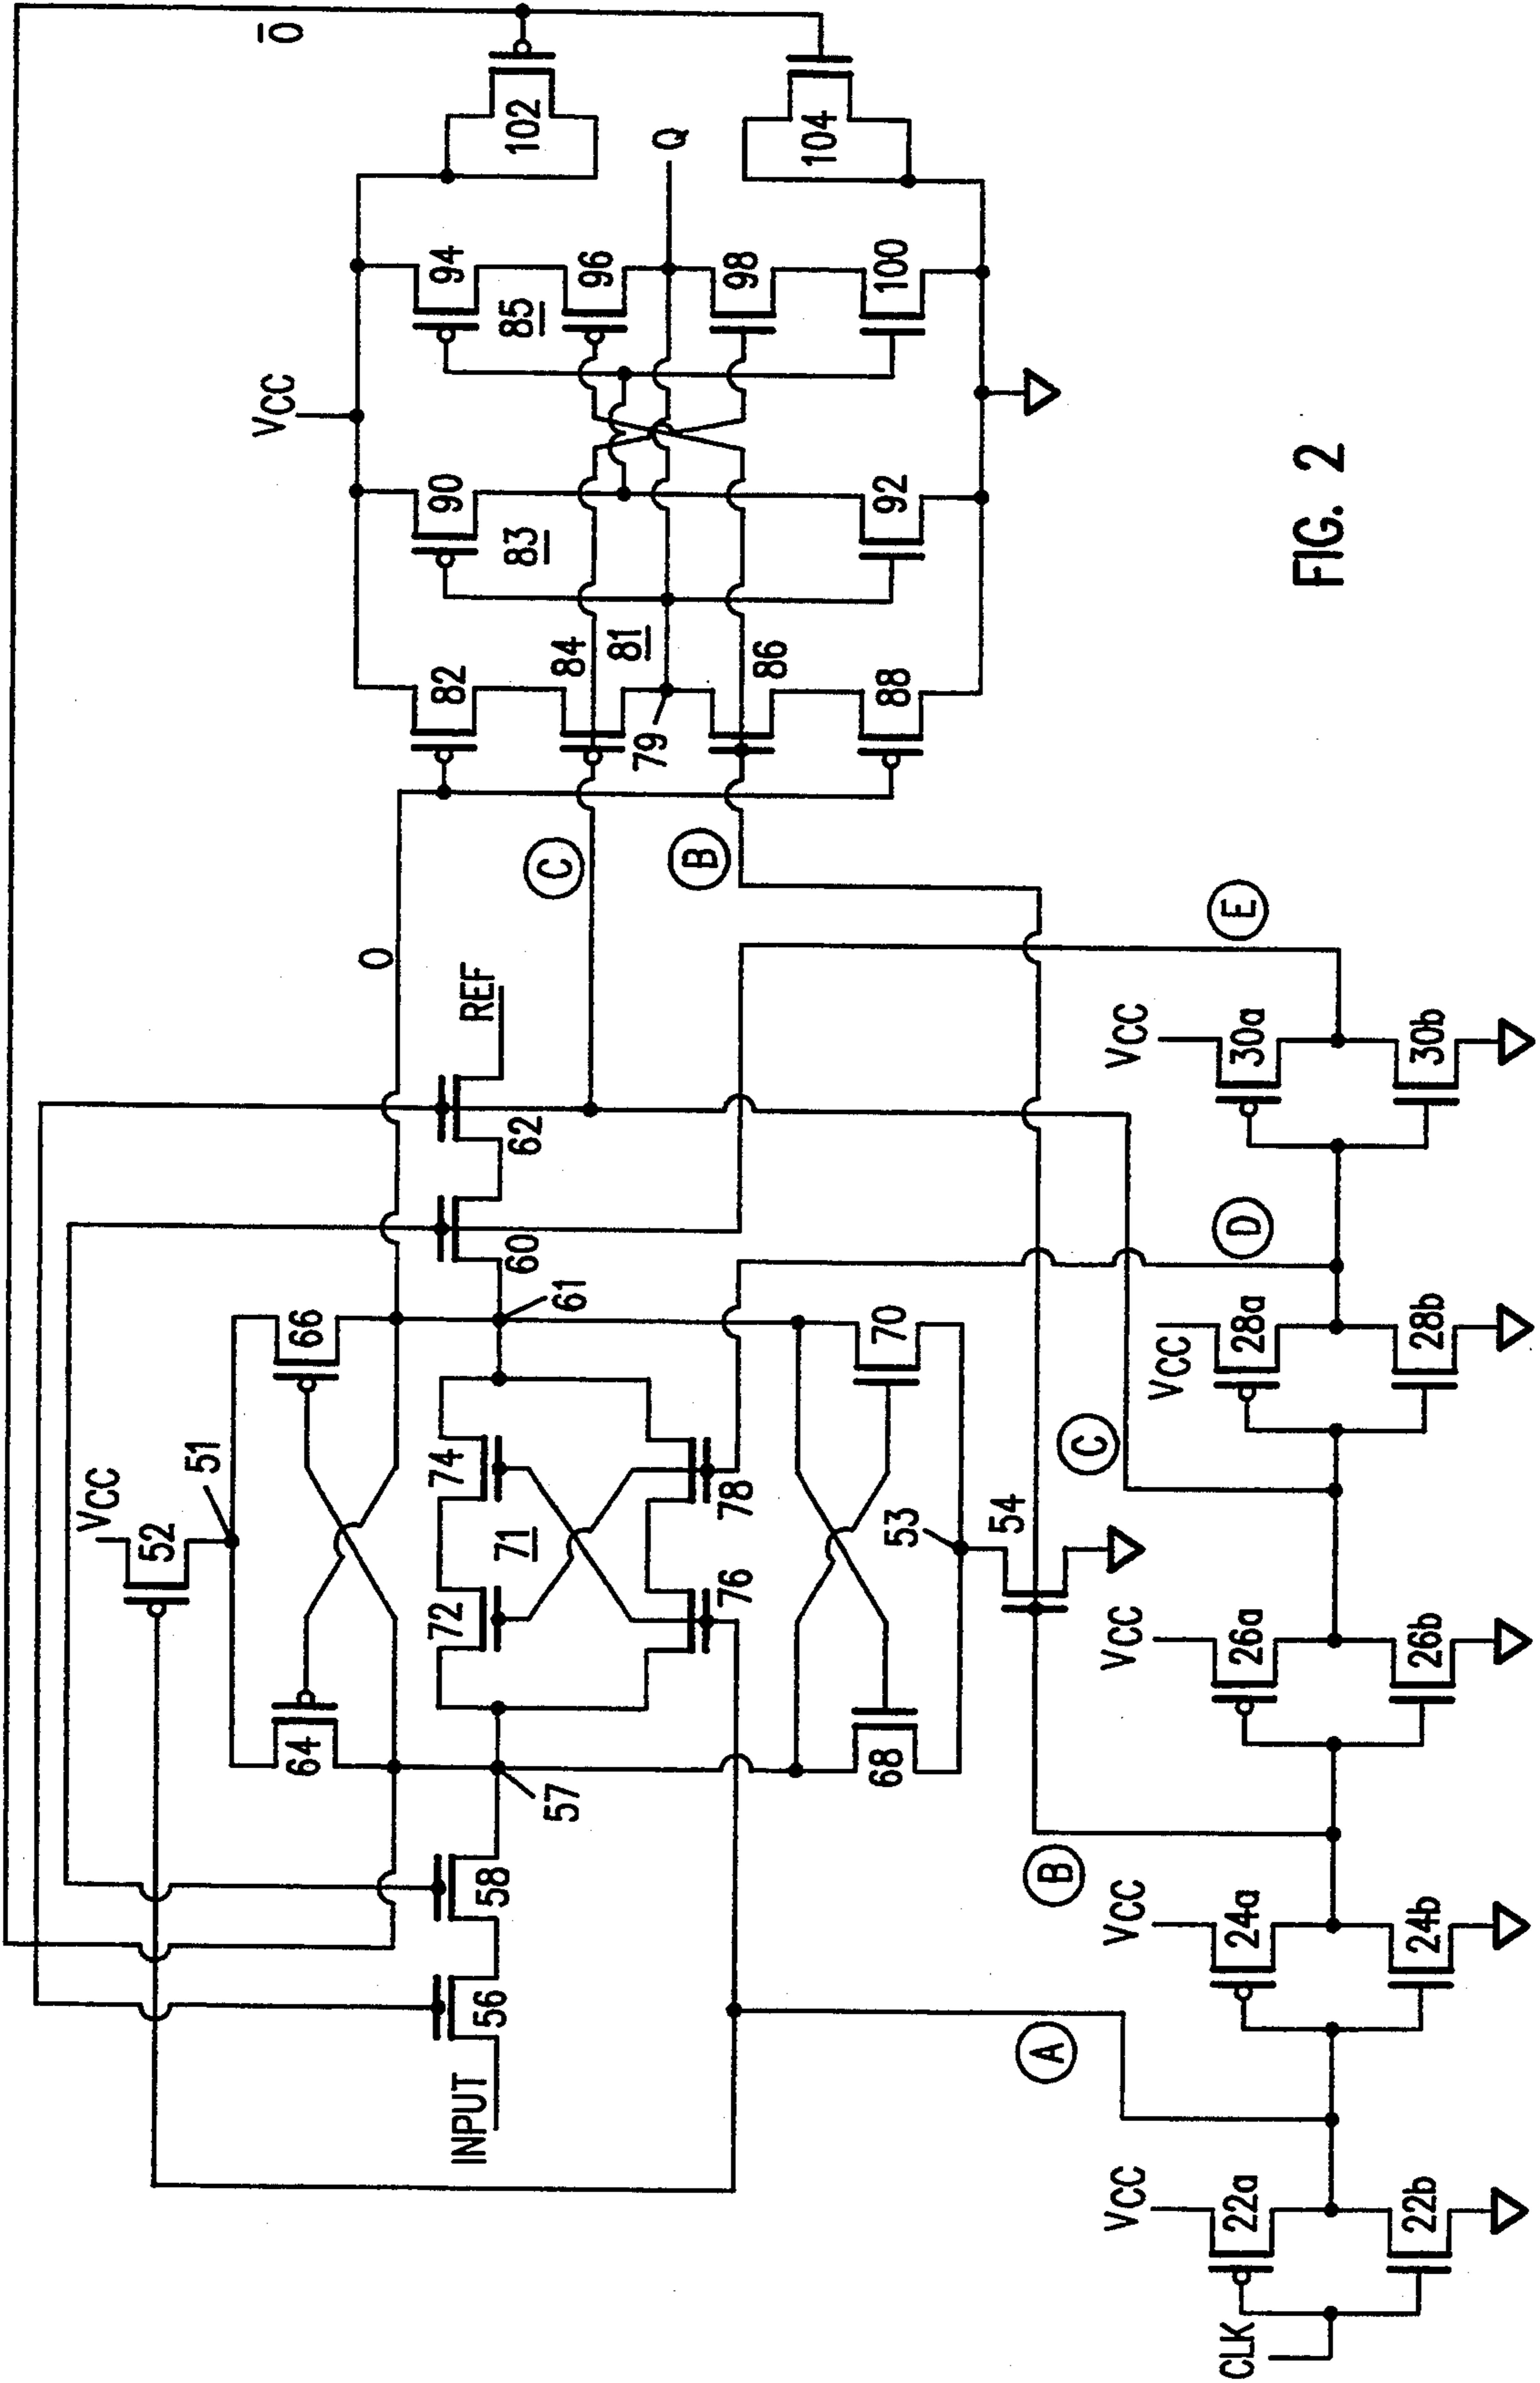 O̅
VCC
102
Q
104
94
96
98
100
85
90
83
92
82
84
81
86
88
79
C
B
O
REF
62
60
61
66
70
VCC
51
52
74
78
71
72
76
53
54
64
68
57
58
56
INPUT
A
B
C
D
E
CLK
VCC
22a
22b
VCC
24a
24b
VCC
26a
26b
VCC
28a
28b
VCC
30a
30b
FIG. 2